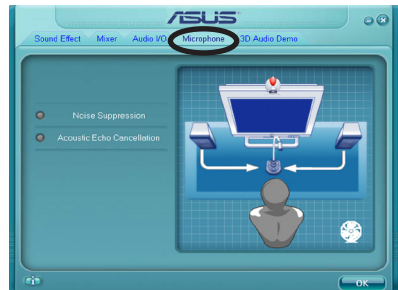 ASUS
Sound Effect Mixer Audio I/O Microphone 3D Audio Demo
Noise Suppression
Acoustic Echo Cancellation
OK